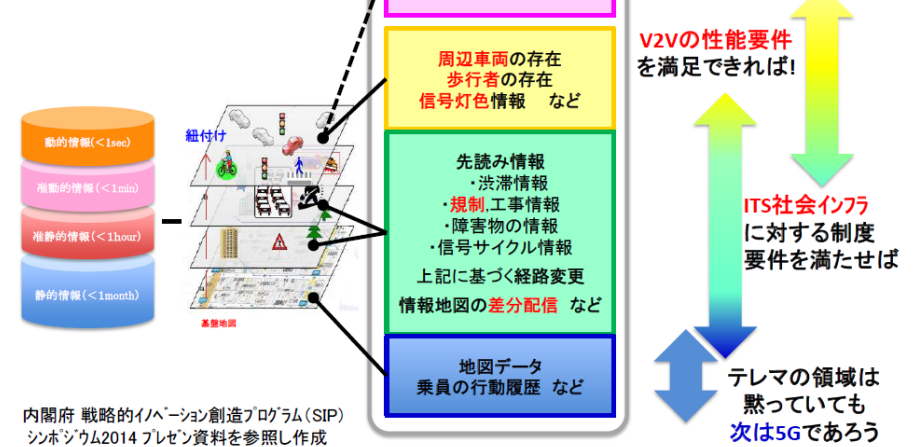 動的情報(<1sec)
准動的情報(<1min)
准静的情報(<1hour)
静的情報(<1month)
紐付け
基盤地図
周辺車両の存在
歩行者の存在
信号灯色情報 など
先読み情報
・渋滞情報
・規制,工事情報
・障害物の情報
・信号サイクル情報
上記に基づく経路変更
情報地図の差分配信 など
地図データ
乗員の行動履歴 など
V2Vの性能要件
を満足できれば!
ITS社会インフラ
に対する制度
要件を満たせば
テレマの領域は
黙っていても
次は5Gであろう
内閣府 戦略的イノベーション創造プログラム(SIP)
シンポジウム2014 プレゼン資料を参照し作成